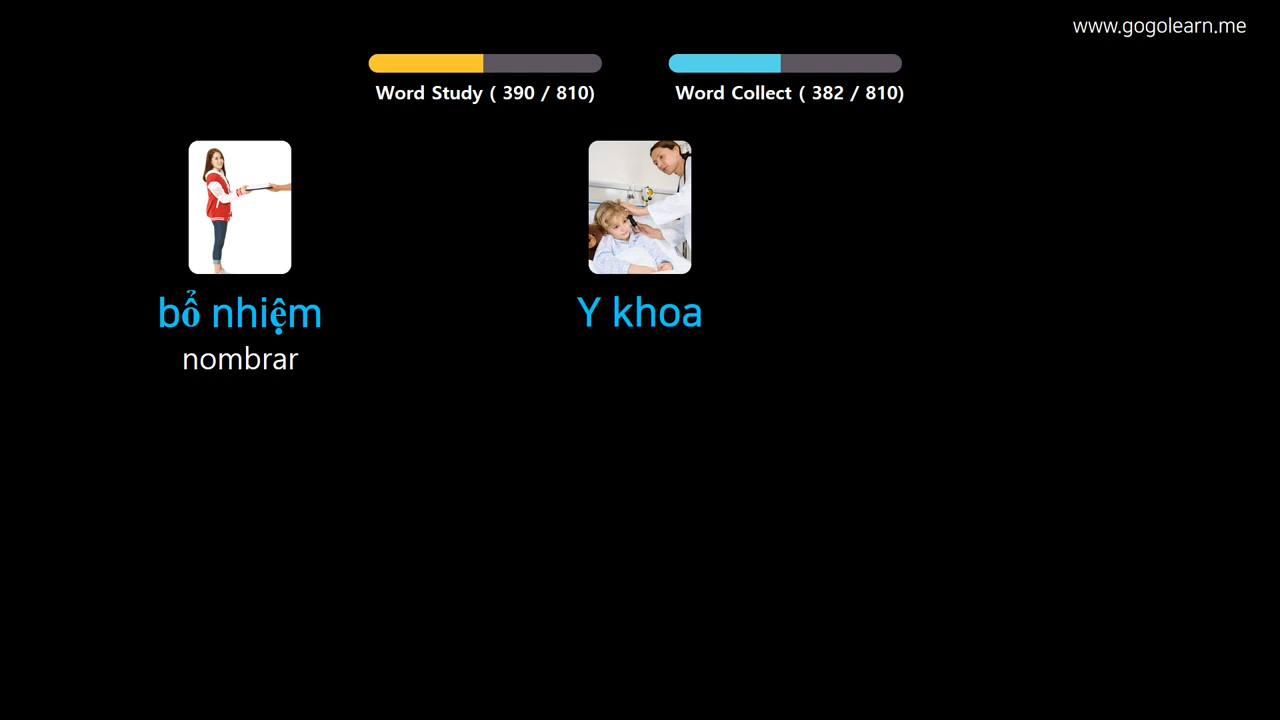 www.gogolearn.me
Word Study ( 390 / 810)
Word Collect ( 382 / 810)
bổ nhiệm
nombrar
Y khoa